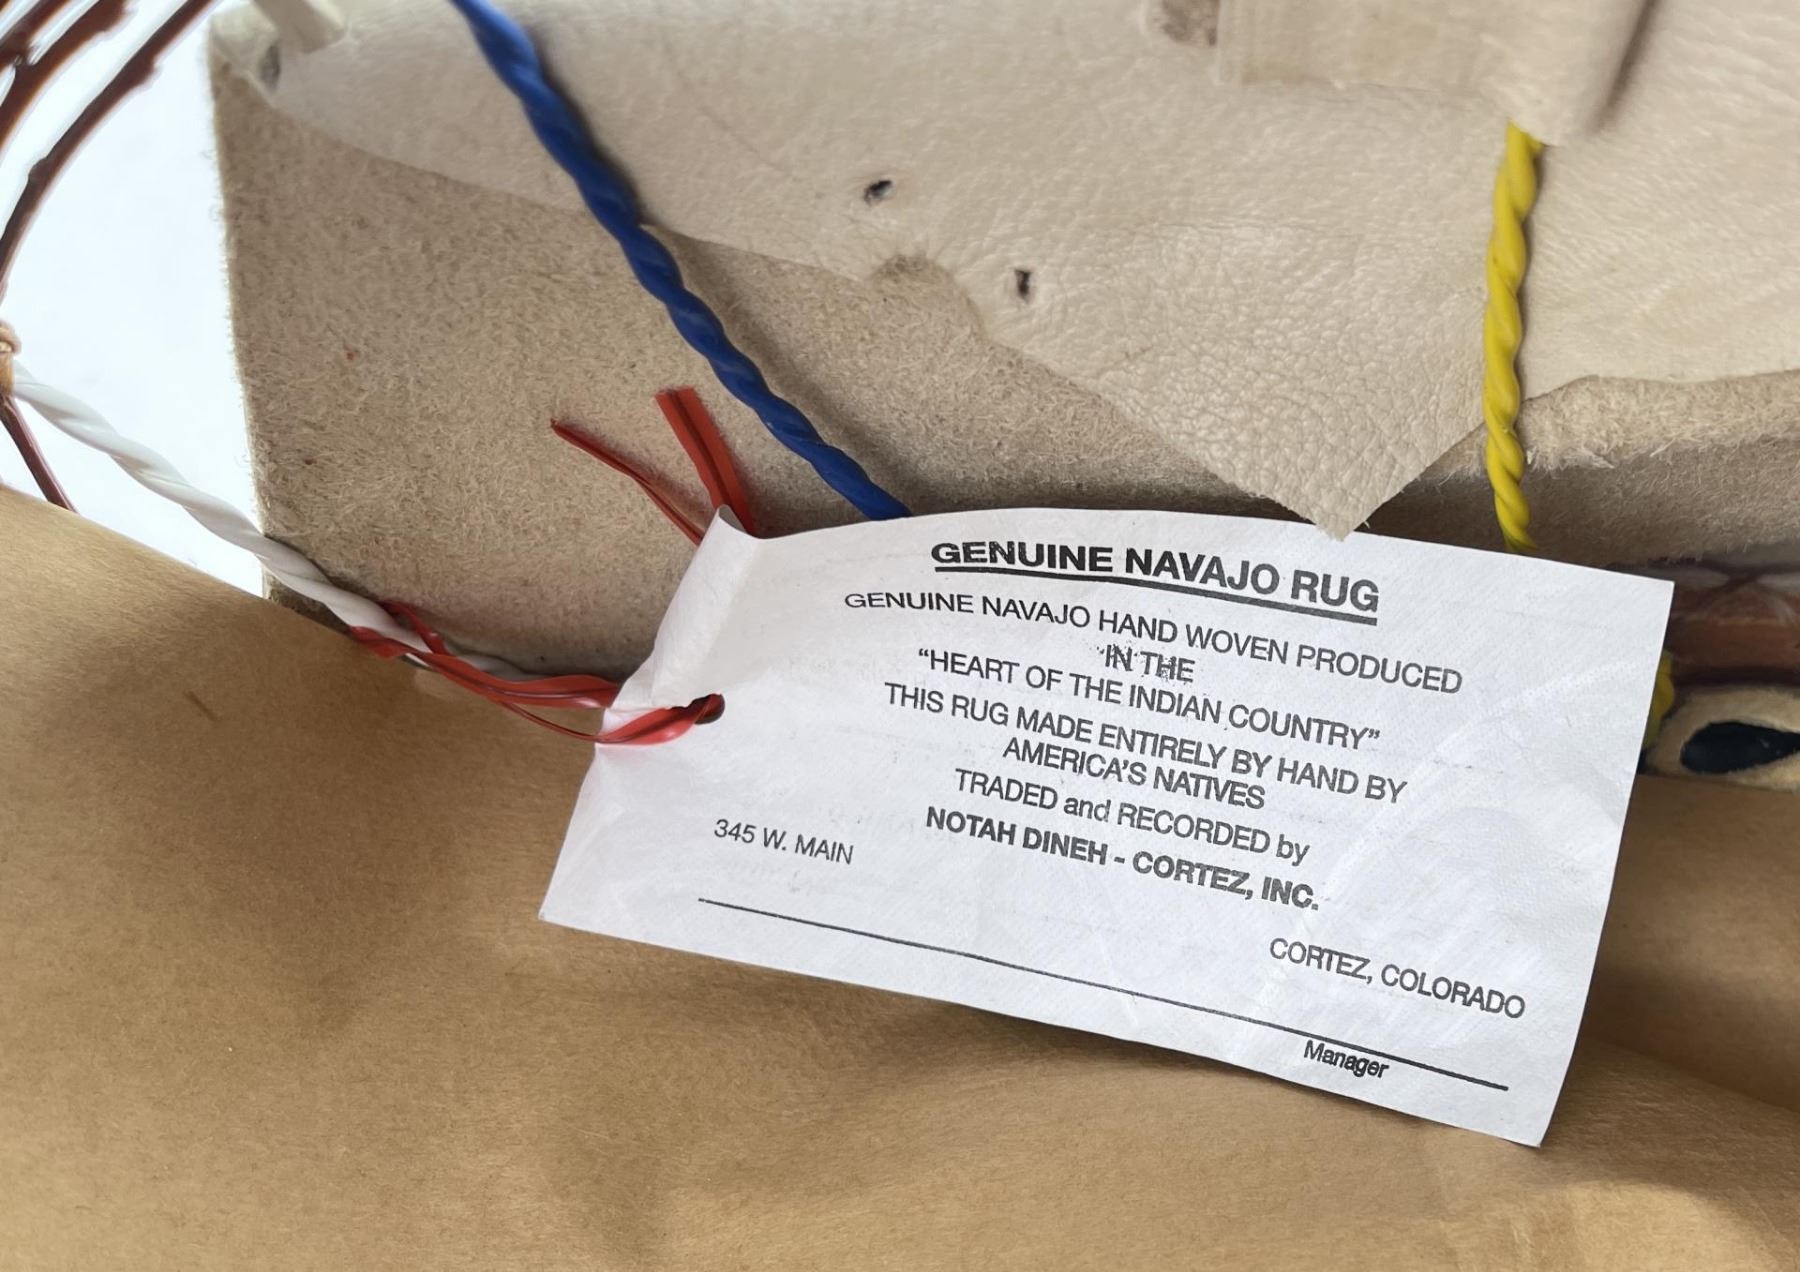 GENUINE NAVAJO RUG
GENUINE NAVAJO HAND WOVEN PRODUCED
IN THE
“HEART OF THE INDIAN COUNTRY”
THIS RUG MADE ENTIRELY BY HAND BY
AMERICA’S NATIVES
TRADED and RECORDED by
NOTAH DINEH - CORTEZ, INC.
345 W. MAIN
CORTEZ, COLORADO
Manager